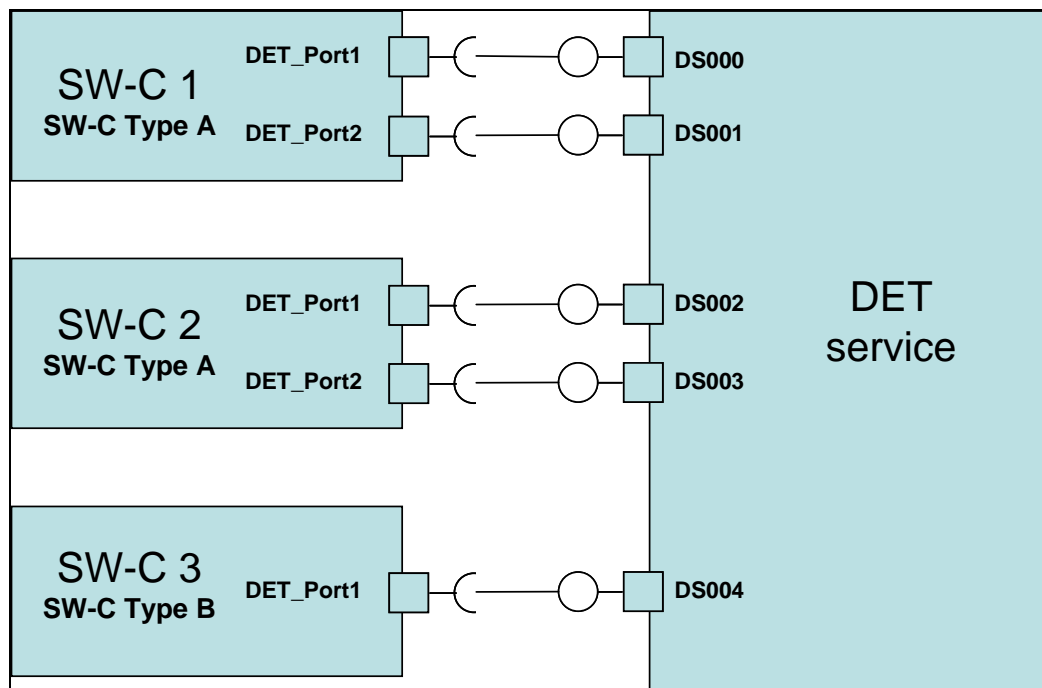 DET_Port1
DS000
SW-C 1
SW-C Type A
DET_Port2
DS001
DET_Port1
DS002
SW-C 2
SW-C Type A
DET_Port2
DS003
DET
service
SW-C 3
SW-C Type B
DET_Port1
DS004